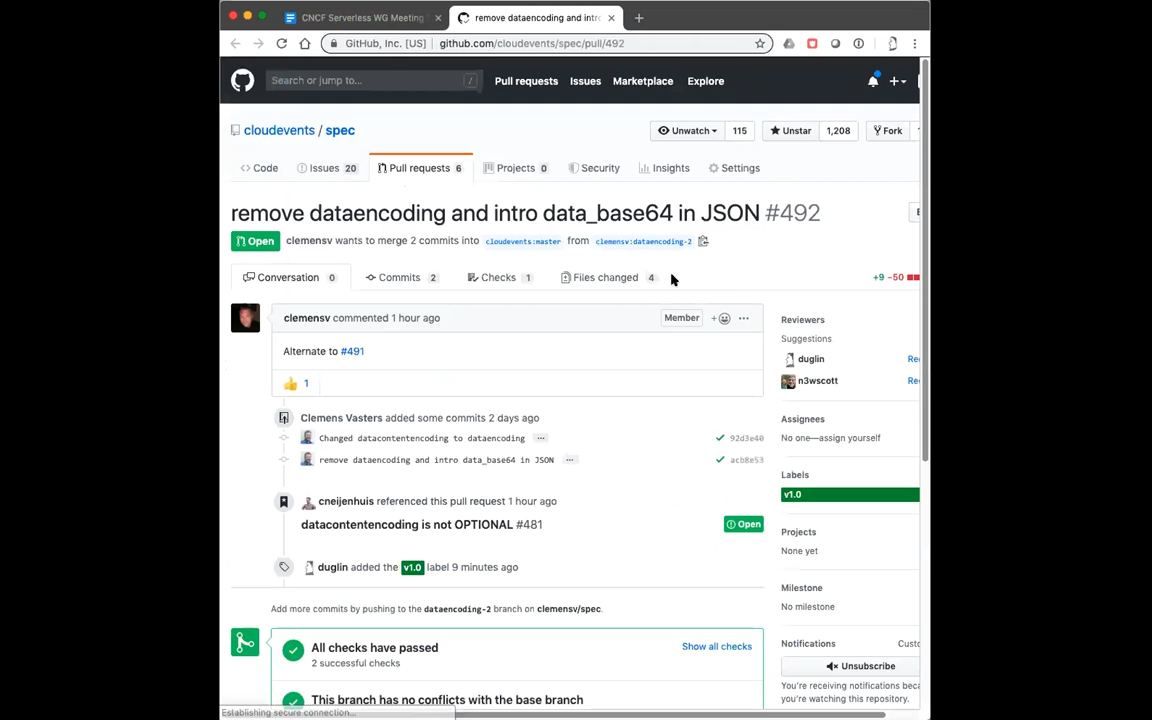 CNCF Serverless WG Meeting
remove dataencoding and intro
GitHub, Inc. [US] github.com/cloudevents/spec/pull/492
Search or jump to... /
Pull requests Issues Marketplace Explore
cloudevents / spec
Unwatch 115 Unstar 1,208 Fork
Code Issues 20 Pull requests 6 Projects 0 Security Insights Settings
remove dataencoding and intro data_base64 in JSON #492
Open clemensv wants to merge 2 commits into cloudevents:master from clemensv:dataencoding-2
Conversation 0 Commits 2 Checks 1 Files changed 4 +9 −50
clemensv commented 1 hour ago Member
Alternate to #491
1
Clemens Vasters added some commits 2 days ago
Changed datacontentencoding to dataencoding ... 92d3e40
remove dataencoding and intro data_base64 in JSON ... acb8e53
cneijenhuis referenced this pull request 1 hour ago
datacontentencoding is not OPTIONAL #481 Open
duglin added the v1.0 label 9 minutes ago
Add more commits by pushing to the dataencoding-2 branch on clemensv/spec.
All checks have passed Show all checks
2 successful checks
This branch has no conflicts with the base branch
Reviewers
Suggestions
duglin Rec
n3wscott Rec
Assignees
No one—assign yourself
Labels
v1.0
Projects
None yet
Milestone
No milestone
Notifications Custo
Unsubscribe
You're receiving notifications beca
you're watching this repository.
Establishing secure connection...